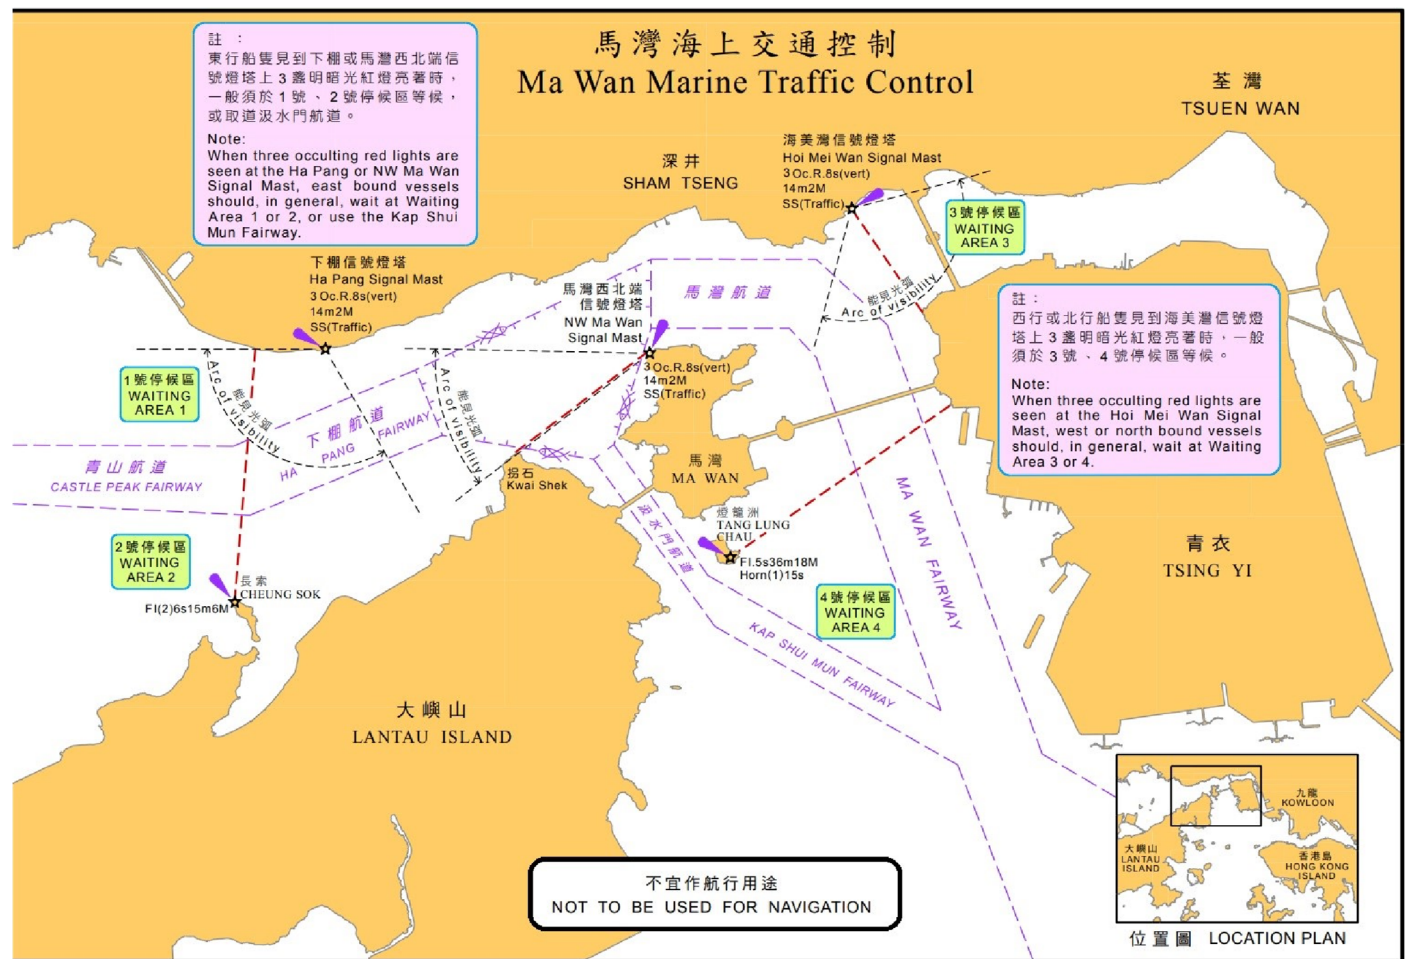 馬灣海上交通控制
Ma Wan Marine Traffic Control
註 :
東行船隻見到下棚或馬灣西北端信
號燈塔上3盞明暗光紅燈亮著時，
一般須於1號、2號停候區等候，
或取道汲水門航道。
Note:
When three occulting red lights are
seen at the Ha Pang or NW Ma Wan
Signal Mast, east bound vessels
should, in general, wait at Waiting
Area 1 or 2, or use the Kap Shui
Mun Fairway.
荃灣
TSUEN WAN
深井
SHAM TSENG
海美灣信號燈塔
Hoi Mei Wan Signal Mast
3 Oc.R.8s(vert)
14m2M
SS(Traffic)
3號停候區
WAITING
AREA 3
能見光弧
Arc of visibility
下棚信號燈塔
Ha Pang Signal Mast
3 Oc.R.8s(vert)
14m2M
SS(Traffic)
馬灣西北端
信號燈塔
NW Ma Wan
Signal Mast
3 Oc.R.8s(vert)
14m2M
SS(Traffic)
馬灣航道
註：
西行或北行船隻見到海美灣信號燈
塔上3盞明暗光紅燈亮著時，一般
須於3號、4號停候區等候。
Note:
When three occulting red lights are
seen at the Hoi Mei Wan Signal
Mast, west or north bound vessels
should, in general, wait at Waiting
Area 3 or 4.
1號停候區
WAITING
AREA 1
能見光弧
Arc of visibility
下棚航道
HA PANG FAIRWAY
能見光弧
Arc of visibility
青山航道
CASTLE PEAK FAIRWAY
拐石
Kwai Shek
馬灣
MA WAN
汲水門航道
燈籠洲
TANG LUNG
CHAU
Fl.5s36m18M
Horn(1)15s
MA WAN FAIRWAY
青衣
TSING YI
2號停候區
WAITING
AREA 2
長索
CHEUNG SOK
Fl(2)6s15m6M
4號停候區
WAITING
AREA 4
KAP SHUI MUN FAIRWAY
大嶼山
LANTAU ISLAND
不宜作航行用途
NOT TO BE USED FOR NAVIGATION
九龍
KOWLOON
大嶼山
LANTAU
ISLAND
香港島
HONG KONG
ISLAND
位置圖 LOCATION PLAN